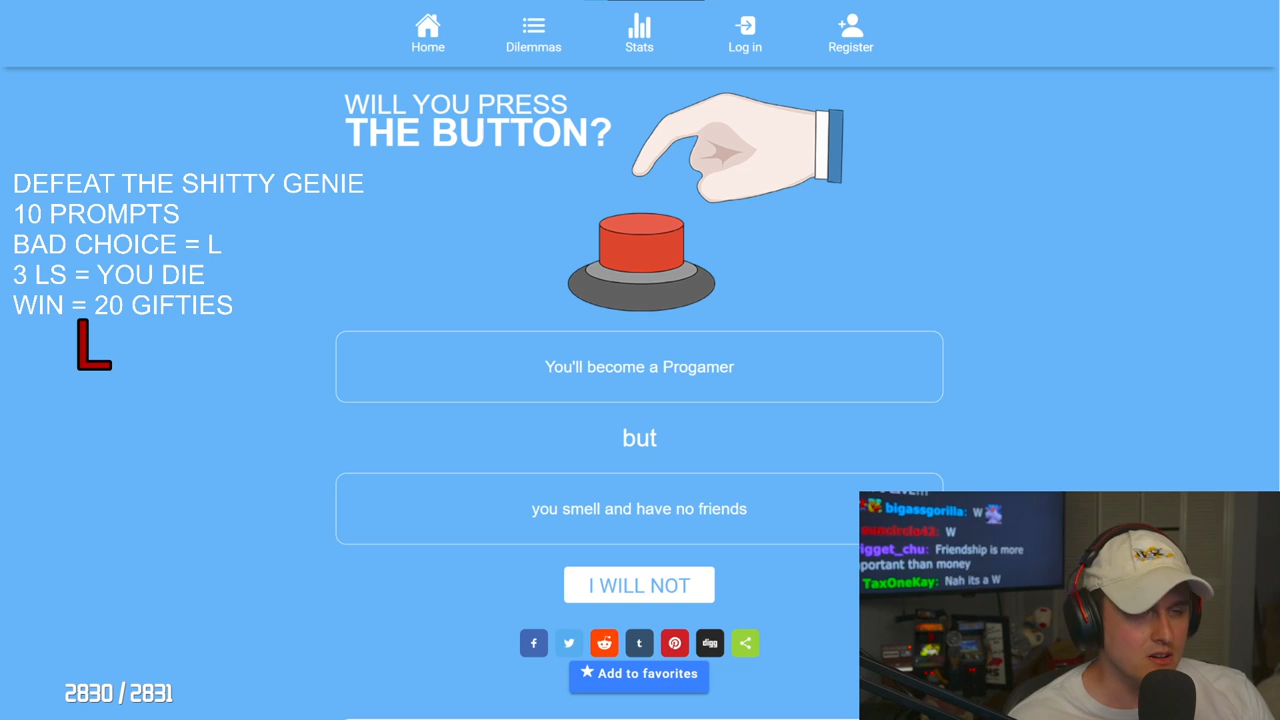 Home
Dilemmas
Stats
Log in
Register
WILL YOU PRESS
THE BUTTON?
DEFEAT THE SHITTY GENIE
10 PROMPTS
BAD CHOICE = L
3 LS = YOU DIE
WIN = 20 GIFTIES
L
You'll become a Progamer
but
you smell and have no friends
I WILL NOT
f
t
digg
Add to favorites
2830 / 2831
bigassgorilla: W
W
igget_chu: Friendship is more
portant than money
TaxOneKay: Nah its a W